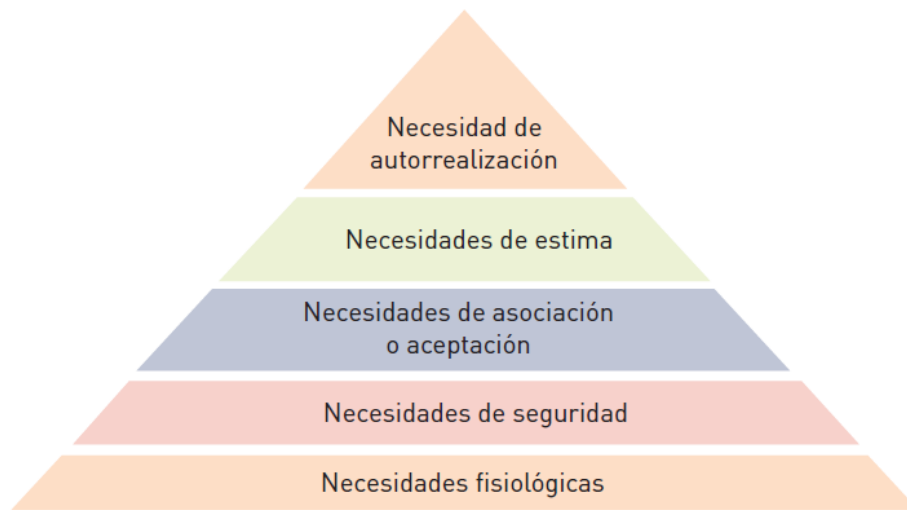 Necesidad de
autorrealización
Necesidades de estima
Necesidades de asociación
o aceptación
Necesidades de seguridad
Necesidades fisiológicas